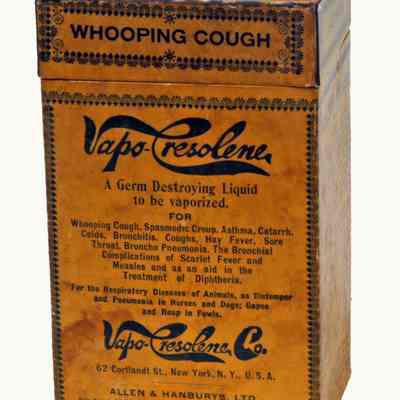 WHOOPING COUGH
Vapo-Cresolene
A Germ Destroying Liquid
to be vaporized.
FOR
Whooping Cough, Spasmodic Croup, Asthma, Catarrh,
Colds, Bronchitis, Coughs, Hay Fever, Sore
Throat, Broncho Pneumonia, The Bronchial
Complications of Scarlet Fever and
Measles and as an aid in the
Treatment of Diphtheria.
For the Respiratory Diseases of Animals, as Distemper
and Pneumonia in Horses and Dogs; Gapes
and Roup in Fowls.
Vapo-Cresolene Co.
62 Cortlandt St., New York, N. Y., U. S. A.
ALLEN & HANBURYS, LTD